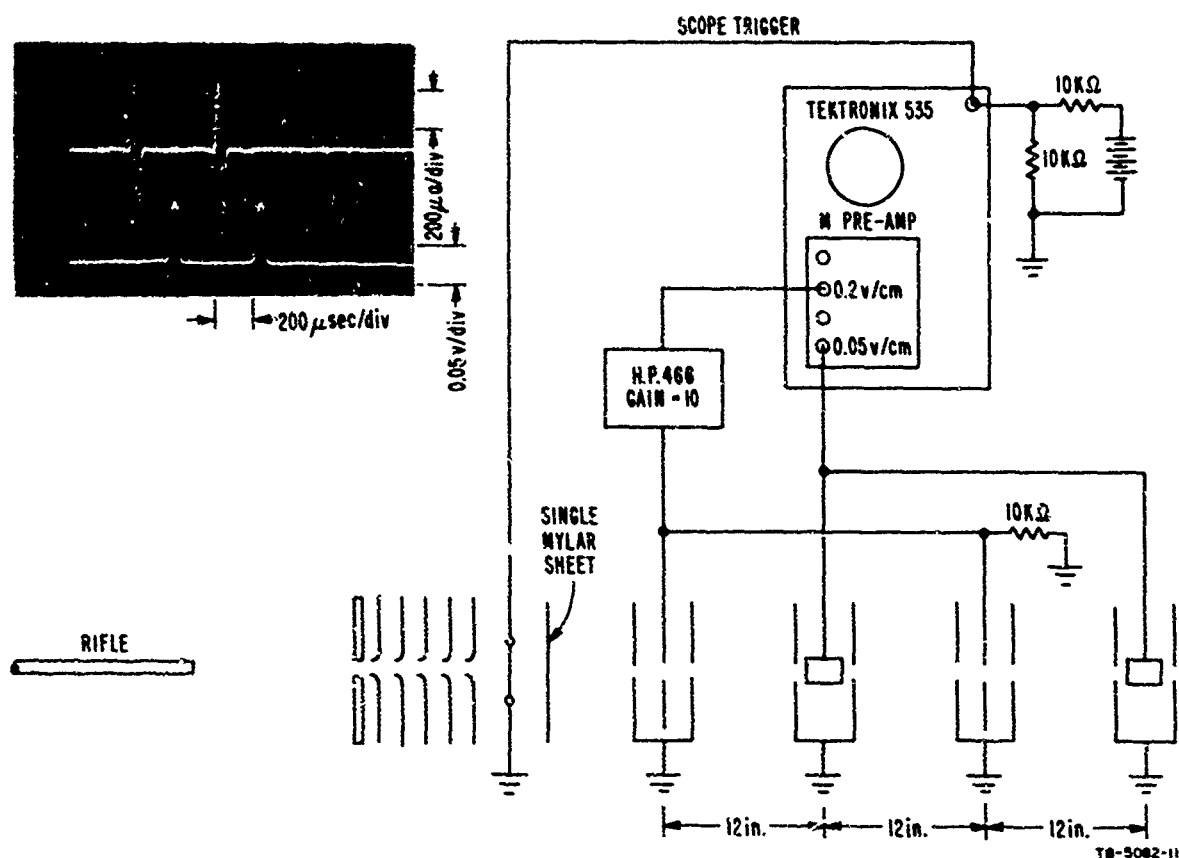 SCOPE TRIGGER
TEKTRONIX 535
10KΩ
10KΩ
M PRE-AMP
0.2v/cm
0.05v/cm
200μa/div
200μsec/div
0.05v/div
H.P.466
GAIN -10
10KΩ
SINGLE
MYLAR
SHEET
RIFLE
12in.
12in.
12in.
TB-5082-11